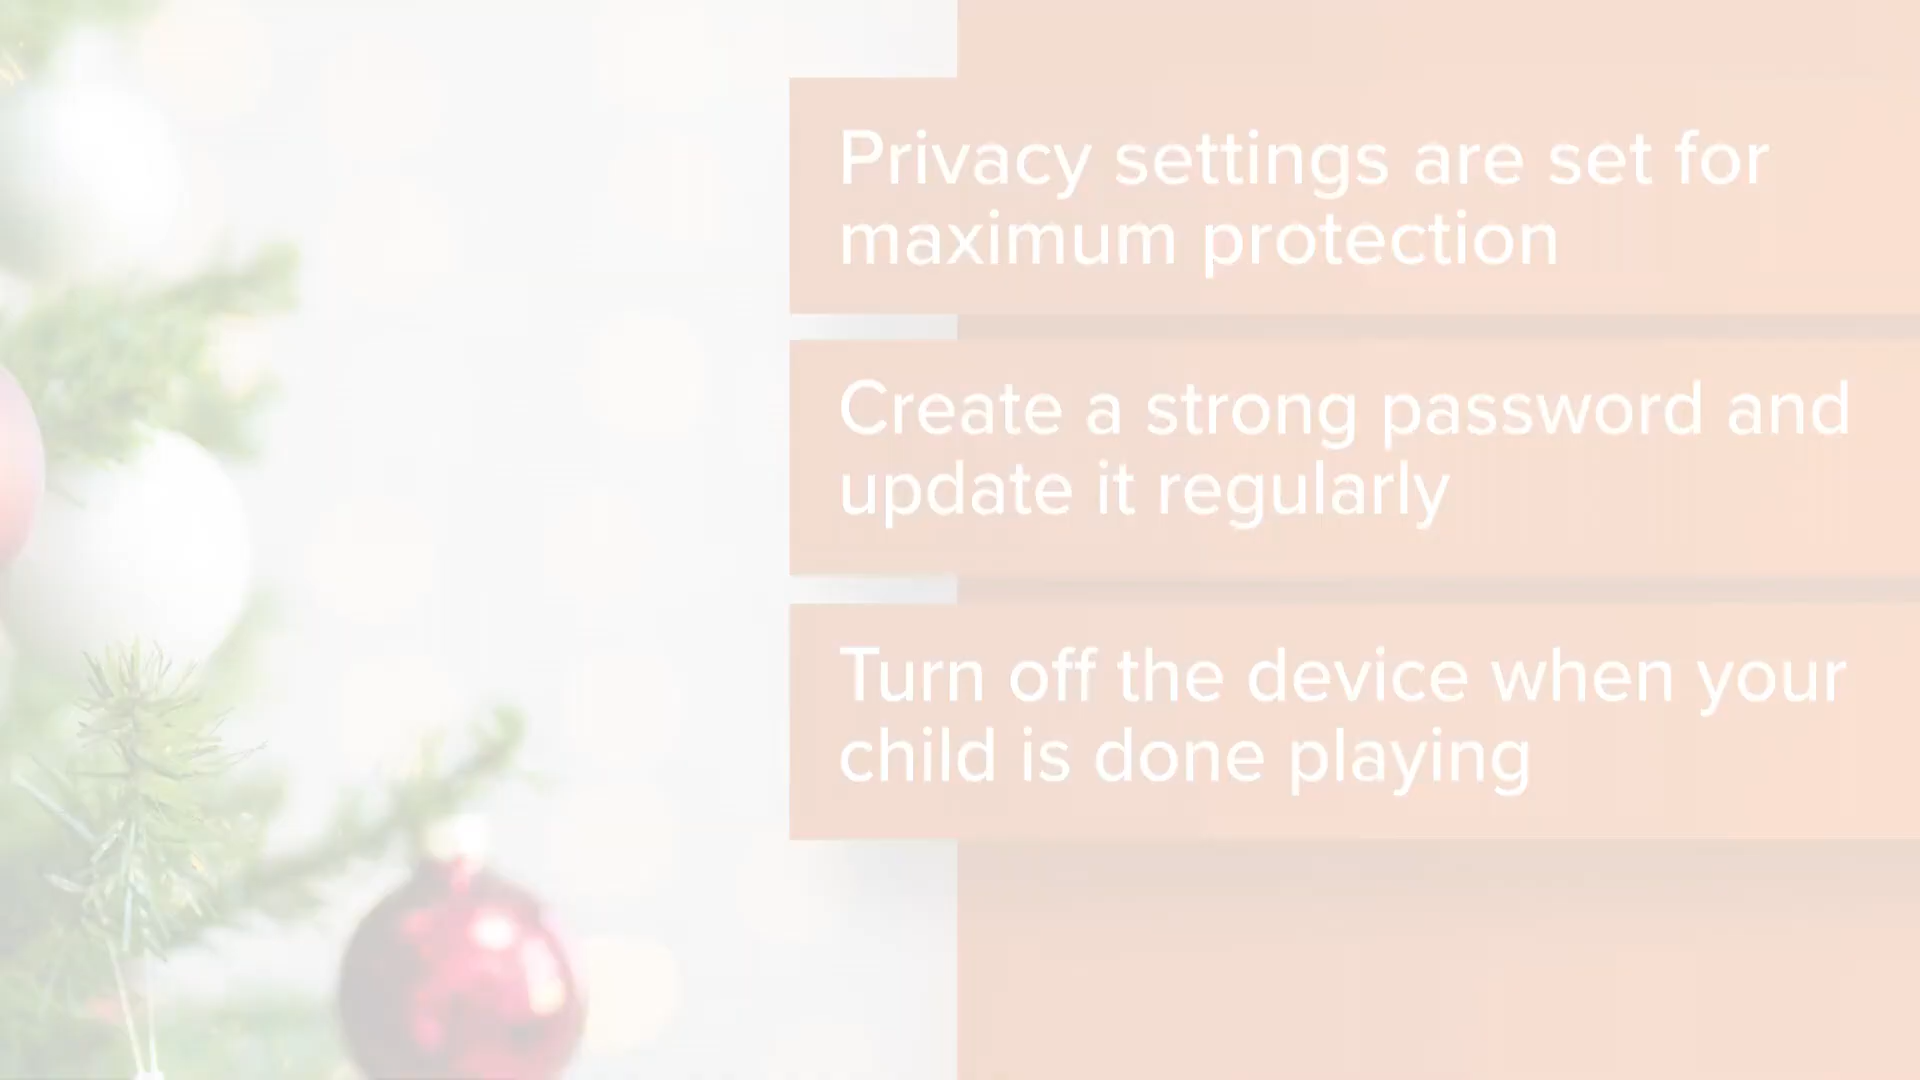 Privacy settings are set for
maximum protection
Create a strong password and
update it regularly
Turn off the device when your
child is done playing